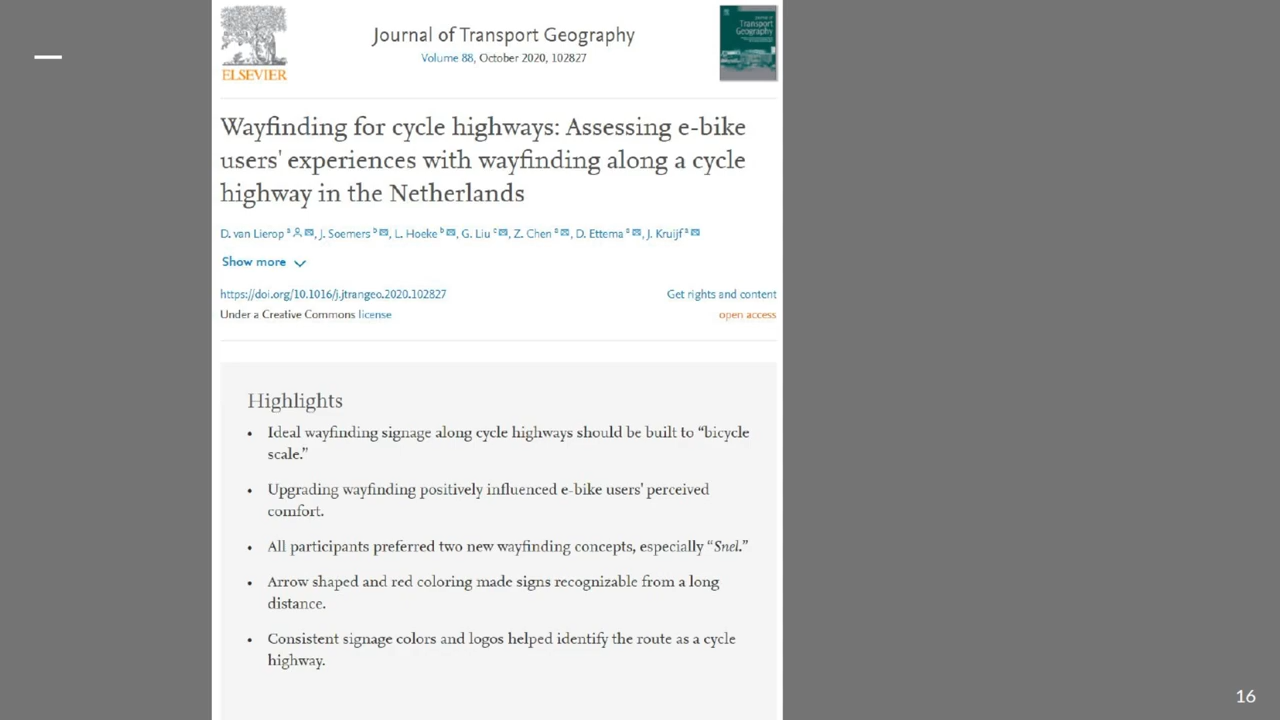 ELSEVIER
Journal of Transport Geography
Volume 88, October 2020, 102827
Journal of
Transport
Geography
Wayfinding for cycle highways: Assessing e-bike
users' experiences with wayfinding along a cycle
highway in the Netherlands
D. van Lierop a, J. Soemers b, L. Hoeke b, G. Liu c, Z. Chen a, D. Ettema a, J. Kruijf a
Show more
https://doi.org/10.1016/j.jtrangeo.2020.102827
Get rights and content
Under a Creative Commons license
open access
Highlights
• Ideal wayfinding signage along cycle highways should be built to “bicycle
scale.”
• Upgrading wayfinding positively influenced e-bike users' perceived
comfort.
• All participants preferred two new wayfinding concepts, especially “Snel.”
• Arrow shaped and red coloring made signs recognizable from a long
distance.
• Consistent signage colors and logos helped identify the route as a cycle
highway.
16